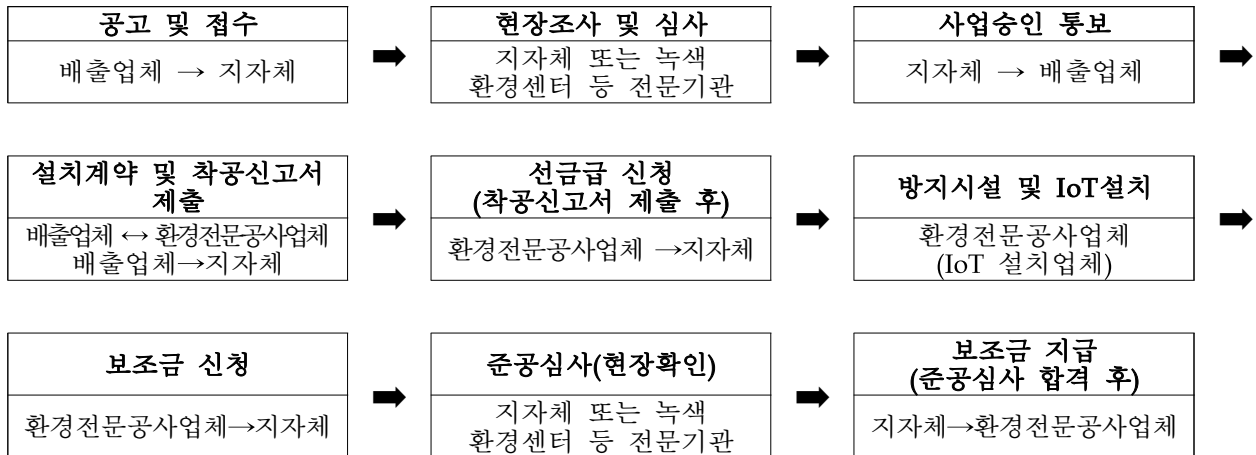 공고 및 접수
배출업체 → 지자체
➡
현장조사 및 심사
지자체 또는 녹색
환경센터 등 전문기관
➡
사업승인 통보
지자체 → 배출업체
➡
설치계약 및 착공신고서
제출
배출업체 ↔ 환경전문공사업체
배출업체→지자체
➡
선금급 신청
(착공신고서 제출 후)
환경전문공사업체 →지자체
➡
방지시설 및 IoT설치
환경전문공사업체
(IoT 설치업체)
➡
보조금 신청
환경전문공사업체→지자체
➡
준공심사(현장확인)
지자체 또는 녹색
환경센터 등 전문기관
➡
보조금 지급
(준공심사 합격 후)
지자체→환경전문공사업체